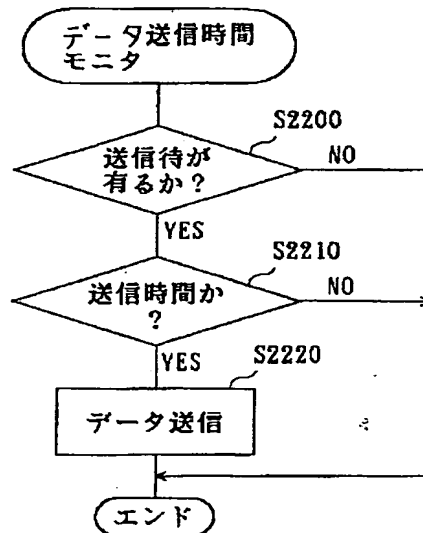 データ送信時間
モニタ
S2200
送信待が
有るか？
NO
YES
S2210
送信時間か
？
NO
YES
S2220
データ送信
エンド